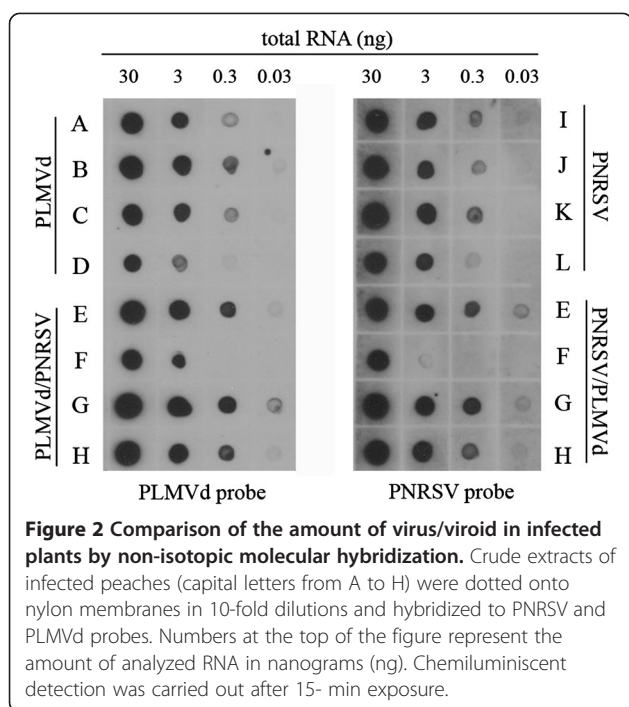 total RNA (ng)
30 3 0.3 0.03 30 3 0.3 0.03
PLMVd
A
B
C
D
PLMVd/PNRSV
E
F
G
H
I
J
K
L
PNRSV
E
F
G
H
PNRSV/PLMVd
PLMVd probe PNRSV probe
Figure 2 Comparison of the amount of virus/viroid in infected
plants by non-isotopic molecular hybridization. Crude extracts of
infected peaches (capital letters from A to H) were dotted onto
nylon membranes in 10-fold dilutions and hybridized to PNRSV and
PLMVd probes. Numbers at the top of the figure represent the
amount of analyzed RNA in nanograms (ng). Chemiluminiscent
detection was carried out after 15- min exposure.